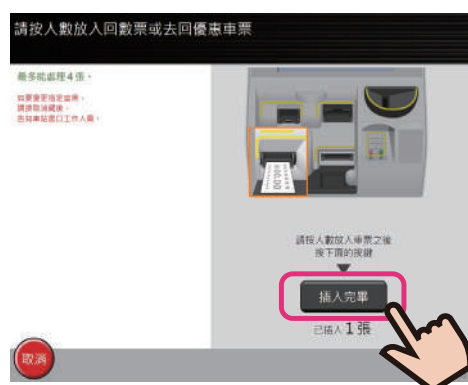 請按人數放入回數票或去回優惠車票
最多能處理4張。
如要變更指定座席，
請按取消鍵後，
告知車站窗口工作人員。
請按人數放入車票之後
按下面的按鍵
插入完畢
已插入1張
取消